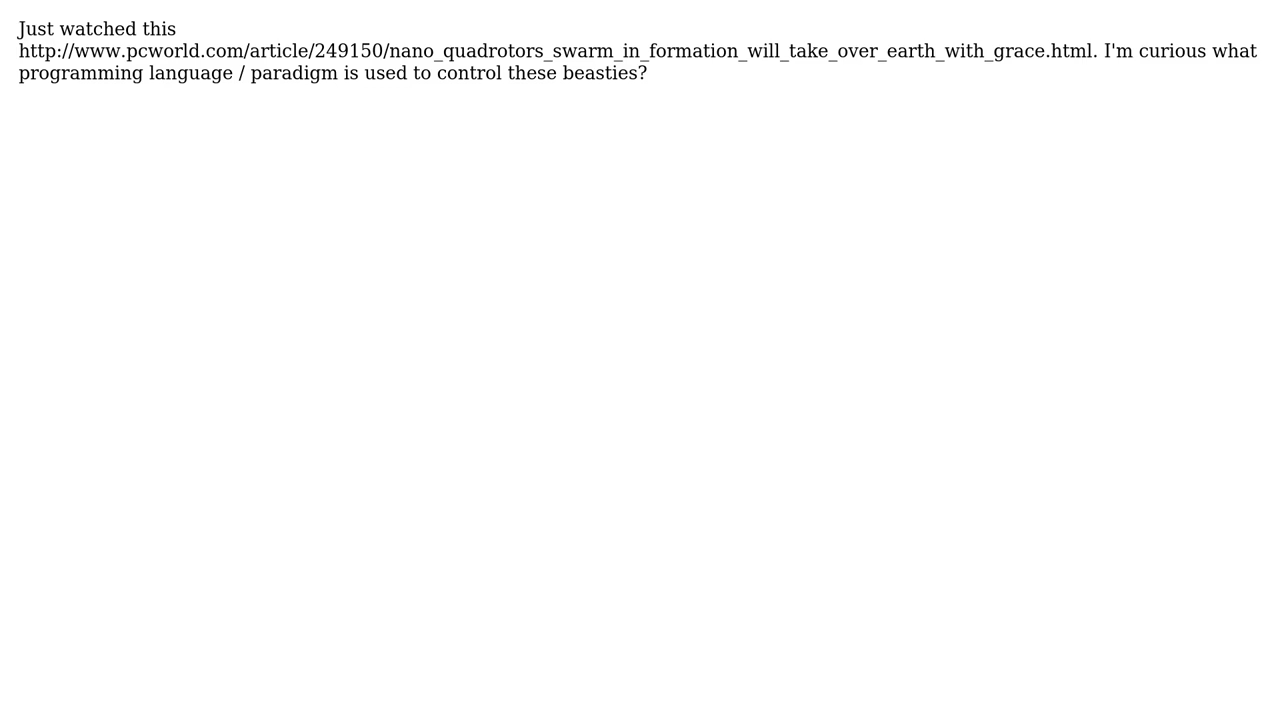 Just watched this
http://www.pcworld.com/article/249150/nano_quadrotors_swarm_in_formation_will_take_over_earth_with_grace.html. I'm curious what
programming language / paradigm is used to control these beasties?